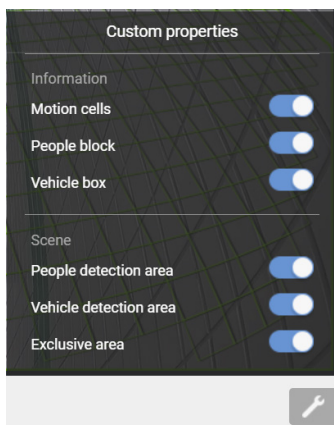 Custom properties
Information
Motion cells
People block
Vehicle box
Scene
People detection area
Vehicle detection area
Exclusive area